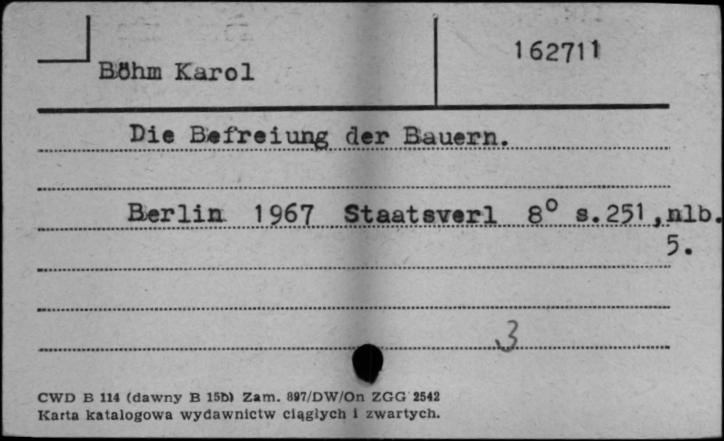 162711
Böhm Karol
Die Befreiung der Bauern.
Berlin 1967 Staatsverl 8° s.251,nlb.
5.
3
CWD B 114 (dawny B 15b) Zam. 897/DW/On ZGG 2542
Karta katalogowa wydawnictw ciągłych i zwartych.